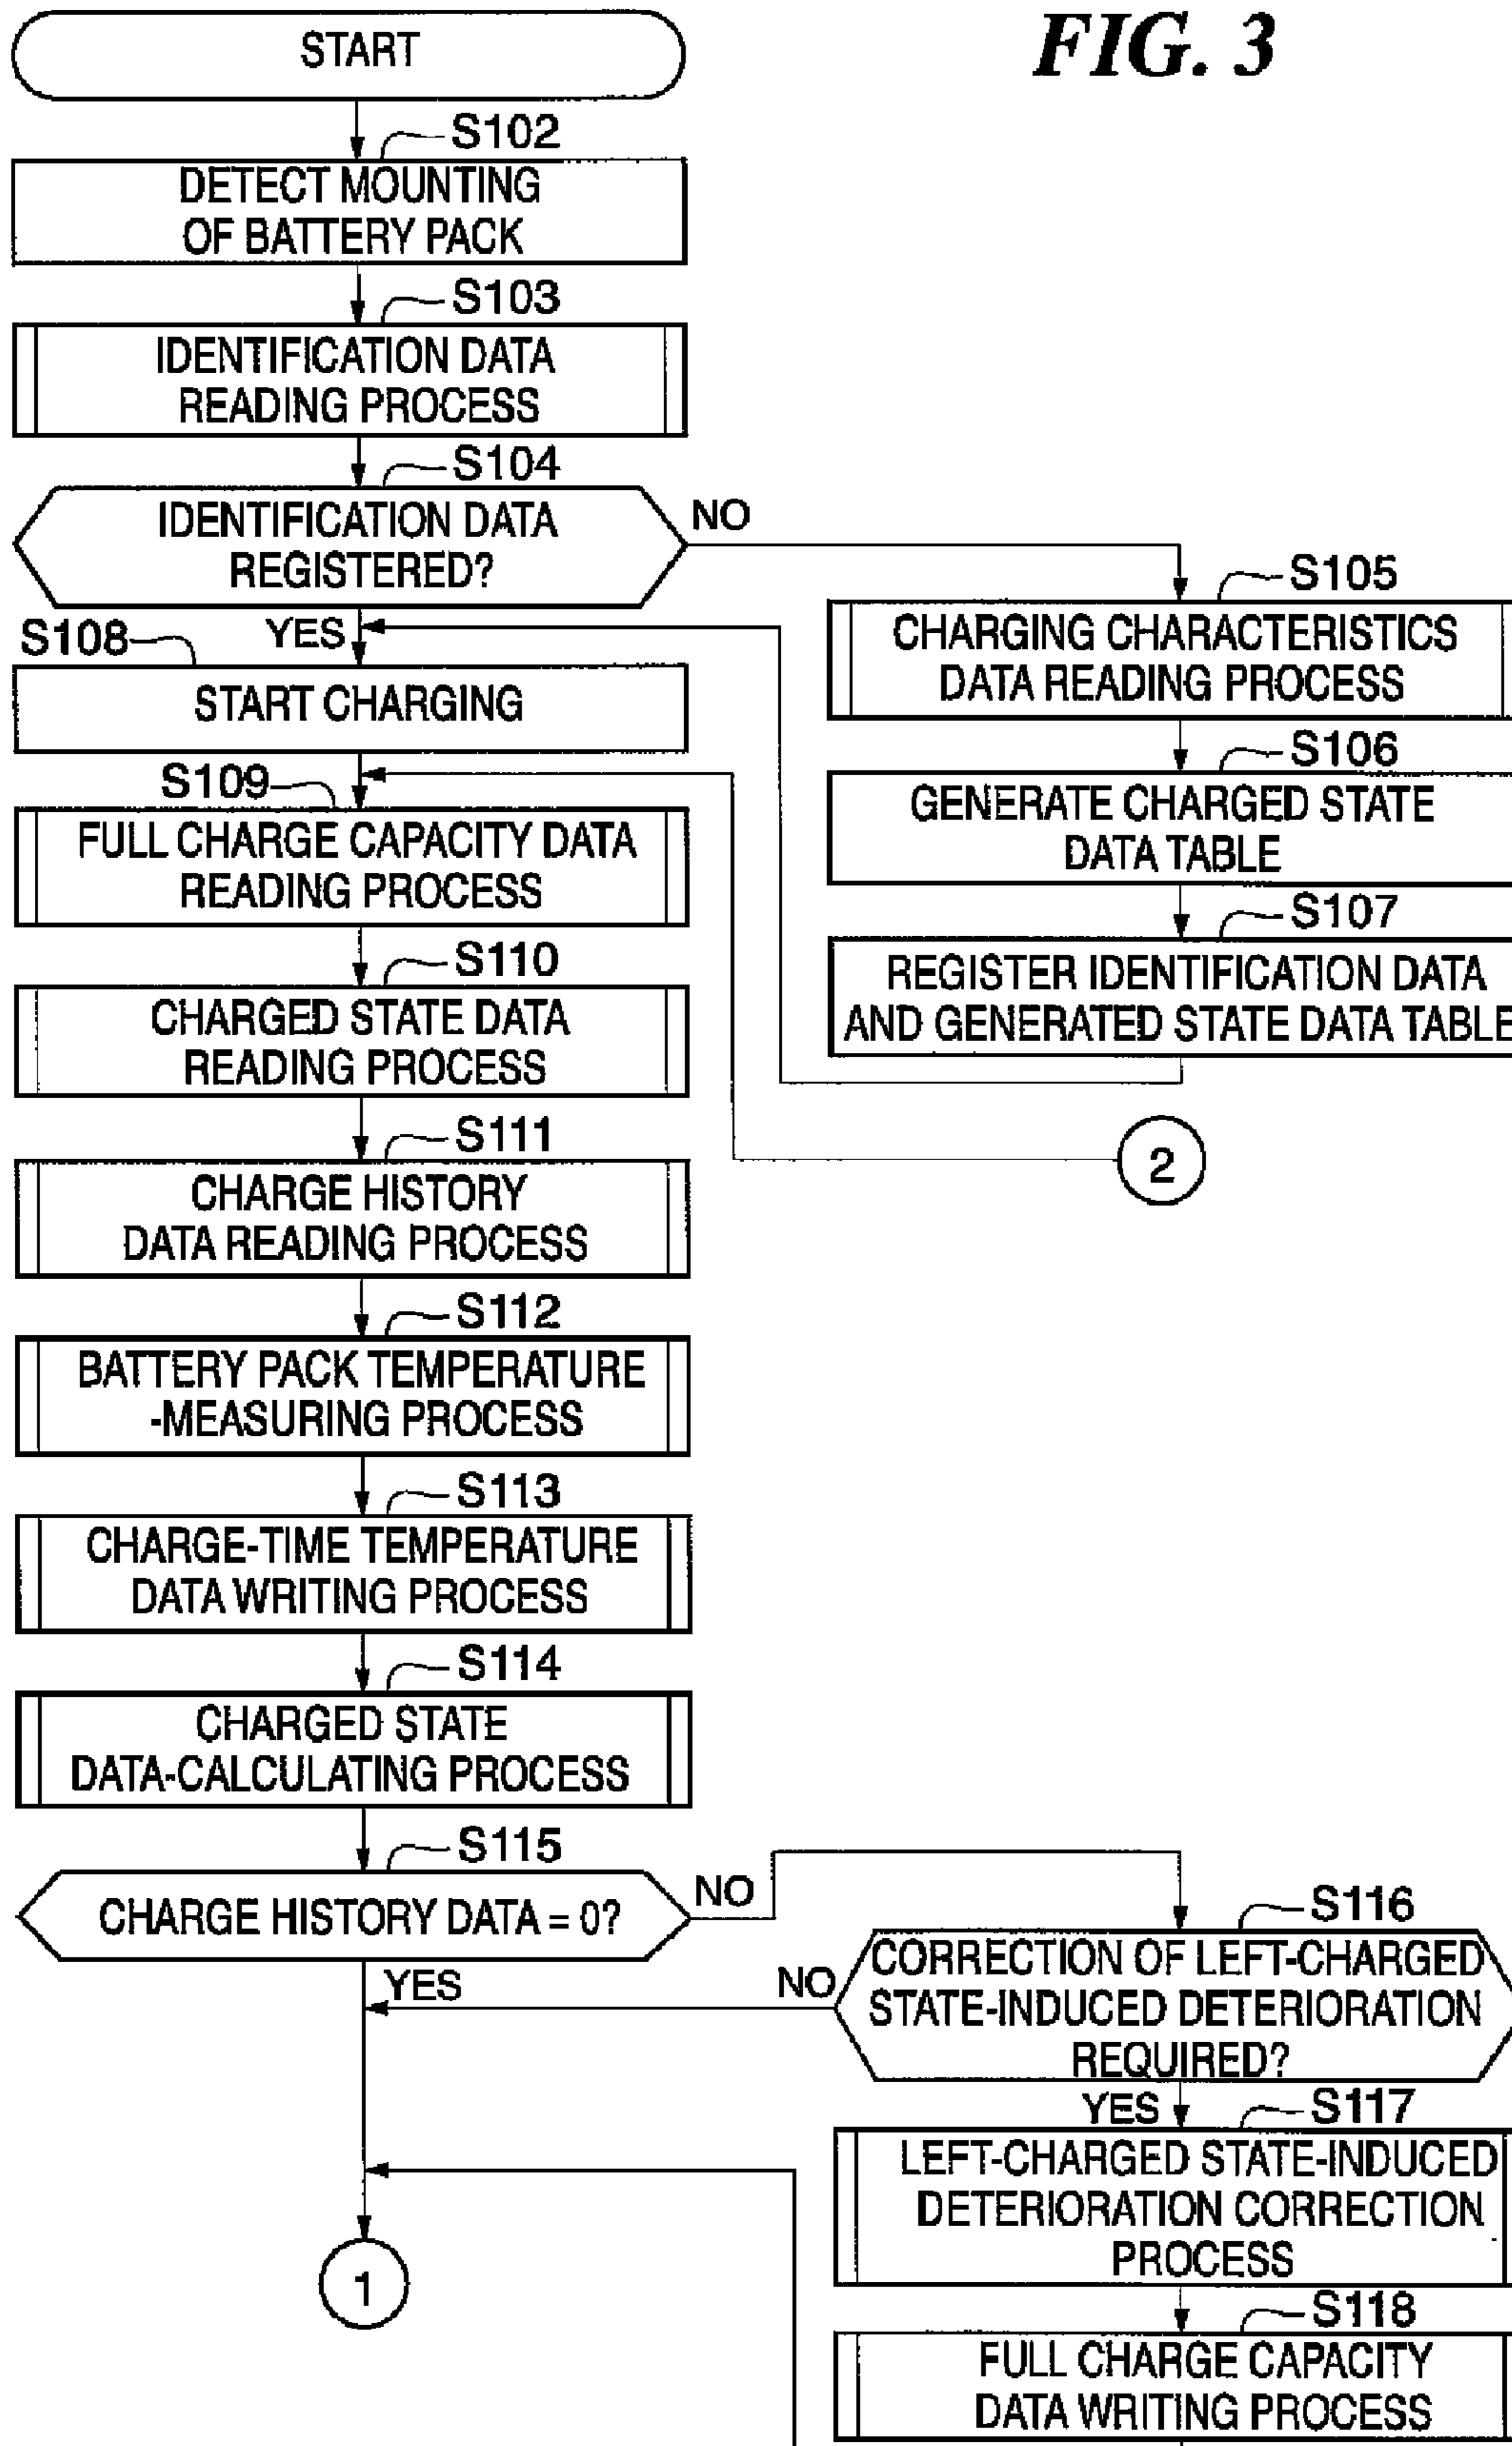 FIG. 3
START
S102
DETECT MOUNTING
OF BATTERY PACK
S103
IDENTIFICATION DATA
READING PROCESS
S104
IDENTIFICATION DATA
REGISTERED?
NO
S105
CHARGING CHARACTERISTICS
DATA READING PROCESS
S106
GENERATE CHARGED STATE
DATA TABLE
S107
REGISTER IDENTIFICATION DATA
AND GENERATED STATE DATA TABLE
YES
S108
START CHARGING
2
S109
FULL CHARGE CAPACITY DATA
READING PROCESS
S110
CHARGED STATE DATA
READING PROCESS
S111
CHARGE HISTORY
DATA READING PROCESS
S112
BATTERY PACK TEMPERATURE
-MEASURING PROCESS
S113
CHARGE-TIME TEMPERATURE
DATA WRITING PROCESS
S114
CHARGED STATE
DATA-CALCULATING PROCESS
S115
CHARGE HISTORY DATA = 0?
NO
YES
S116
CORRECTION OF LEFT-CHARGED
STATE-INDUCED DETERIORATION
REQUIRED?
NO
YES
S117
LEFT-CHARGED STATE-INDUCED
DETERIORATION CORRECTION
PROCESS
S118
FULL CHARGE CAPACITY
DATA WRITING PROCESS
1